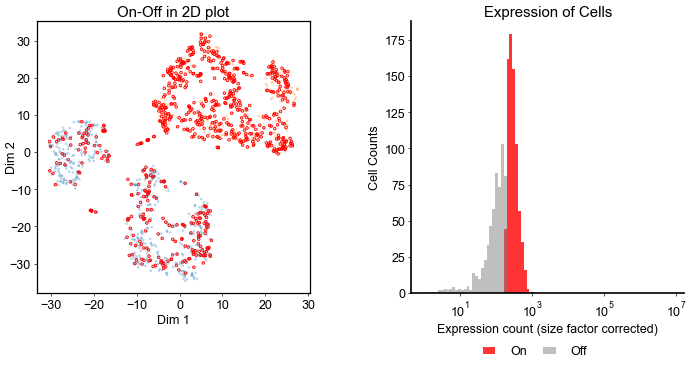 On-Off in 2D plot
30
20
10
0
−10
−20
−30
Dim 2
−30 −20 −10 0 10 20 30
Dim 1
Expression of Cells
175
150
125
100
75
50
25
0
Cell Counts
10^1 10^3 10^5 10^7
Expression count (size factor corrected)
On Off